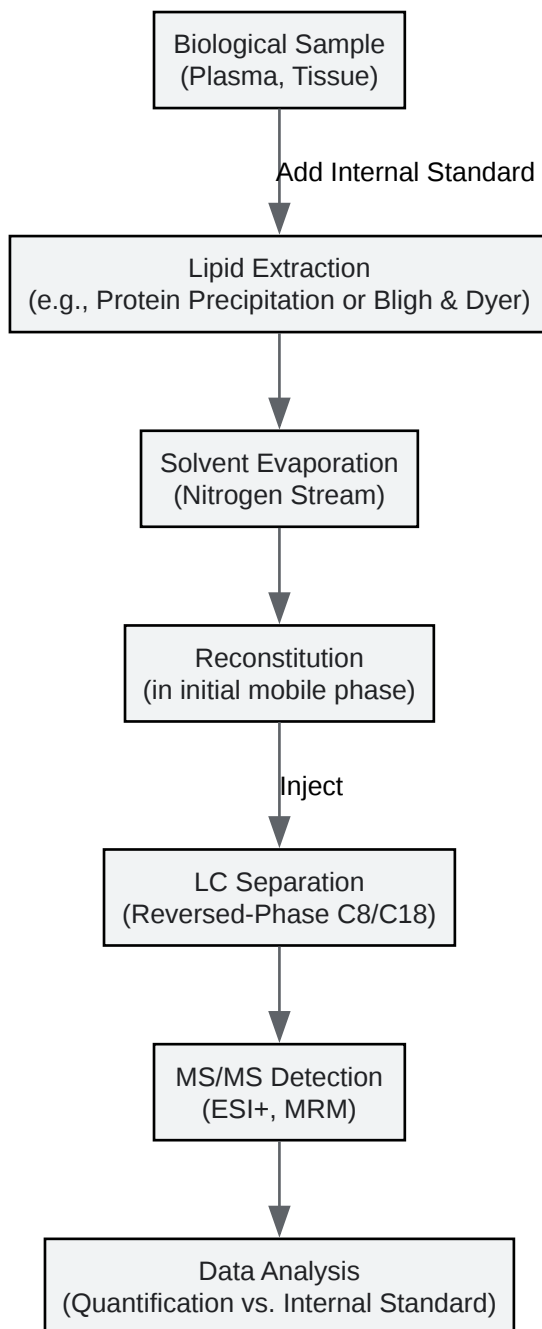 Biological Sample
(Plasma, Tissue)
Add Internal Standard
Lipid Extraction
(e.g., Protein Precipitation or Bligh & Dyer)
Solvent Evaporation
(Nitrogen Stream)
Reconstitution
(in initial mobile phase)
Inject
LC Separation
(Reversed-Phase C8/C18)
MS/MS Detection
(ESI+, MRM)
Data Analysis
(Quantification vs. Internal Standard)